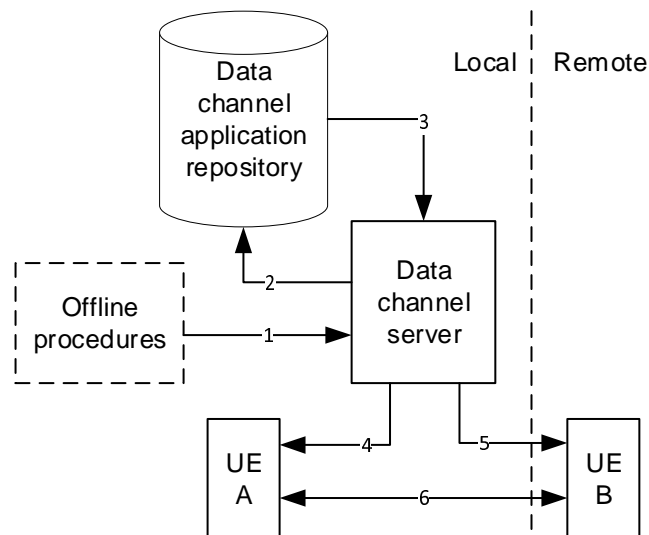 Data
channel
application
repository
Local
Remote
3
Offline
procedures
2
1
Data
channel
server
4
5
UE
A
6
UE
B